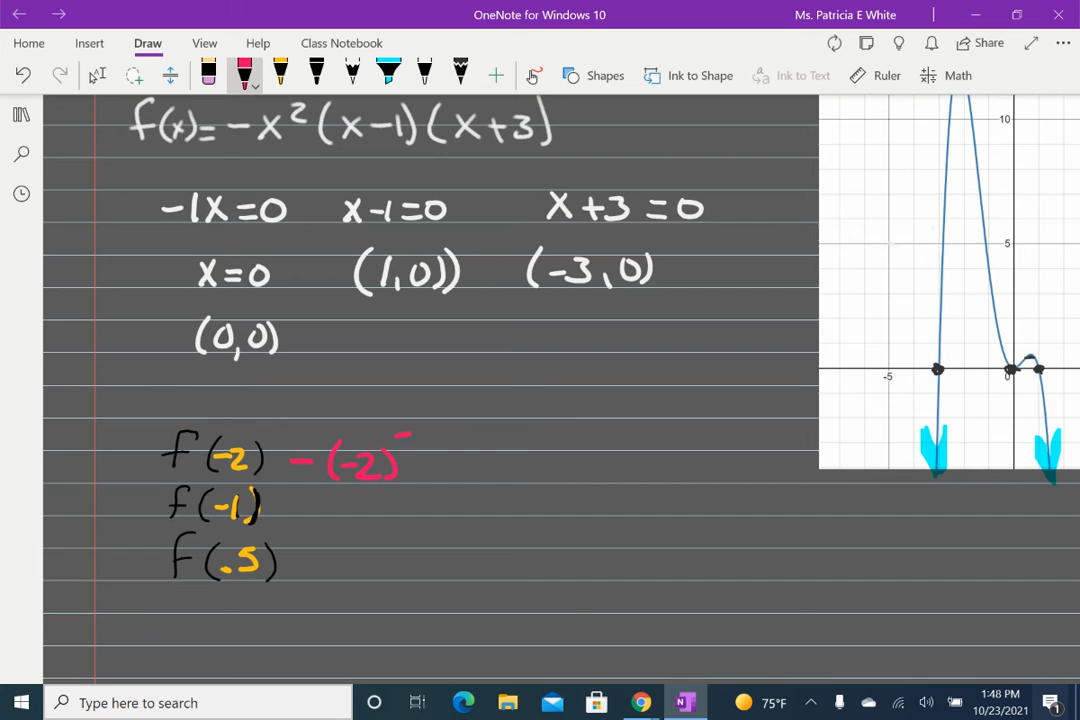 OneNote for Windows 10
Ms. Patricia E White
Home Insert Draw View Help Class Notebook
Share
Shapes Ink to Shape Ink to Text Ruler Math
f(x)= -x²(x-1)(x+3)
-1x=0 x-1=0 x+3=0
x=0 (1,0)) (-3,0)
(0,0)
f(-2) -(-2)⁻
f(-1)
f(.5)
10
5
-5 0
Type here to search
75°F
1:48 PM
10/23/2021
1